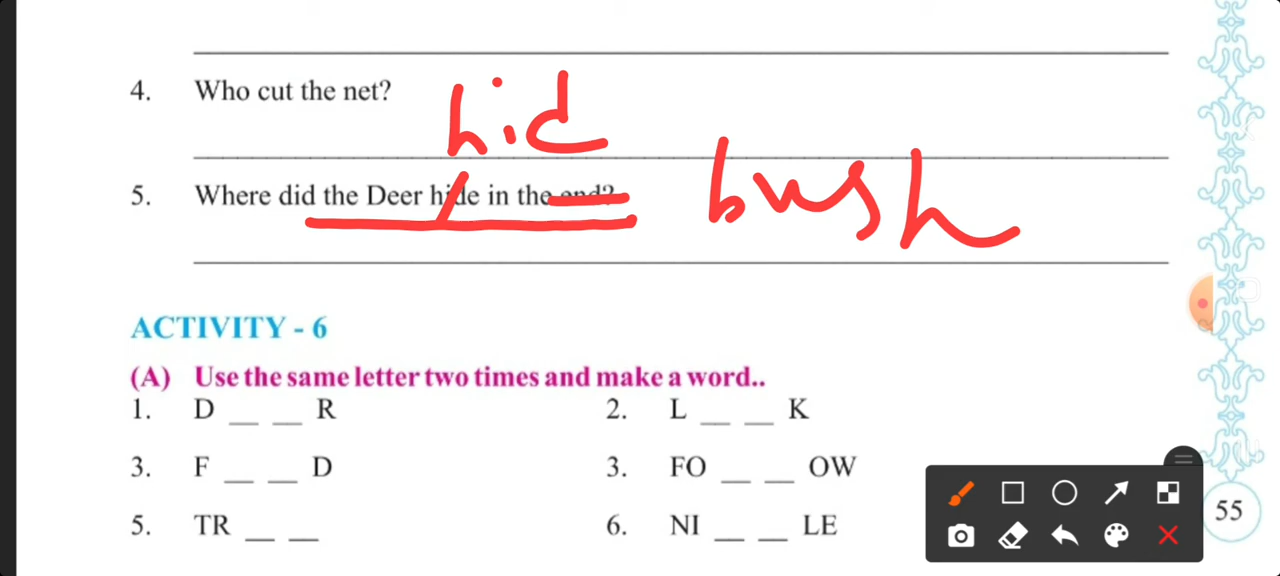 4. Who cut the net?
hid
5. Where did the Deer hide in the end?
bush
ACTIVITY - 6
(A) Use the same letter two times and make a word..
1. D __ __ R 2. L __ __ K
3. F __ __ D 3. FO __ __ OW
5. TR __ __ 6. NI __ __ LE
55